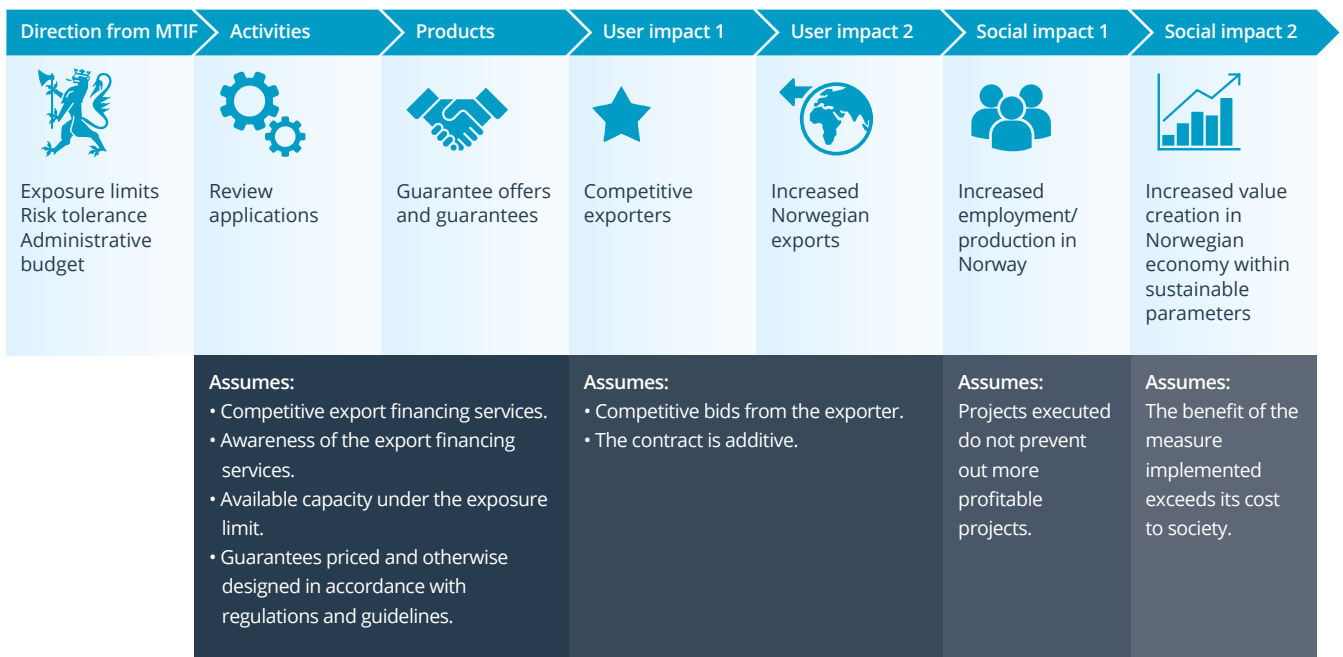 Direction from MTIF
Activities
Products
User impact 1
User impact 2
Social impact 1
Social impact 2
Exposure limits
Risk tolerance
Administrative
budget
Review
applications
Guarantee offers
and guarantees
Competitive
exporters
Increased
Norwegian
exports
Increased
employment/
production in
Norway
Increased value
creation in
Norwegian
economy within
sustainable
parameters
Assumes:
• Competitive export financing services.
• Awareness of the export financing
services.
• Available capacity under the exposure
limit.
• Guarantees priced and otherwise
designed in accordance with
regulations and guidelines.
Assumes:
• Competitive bids from the exporter.
• The contract is additive.
Assumes:
Projects executed
do not prevent
out more
profitable
projects.
Assumes:
The benefit of the
measure
implemented
exceeds its cost
to society.